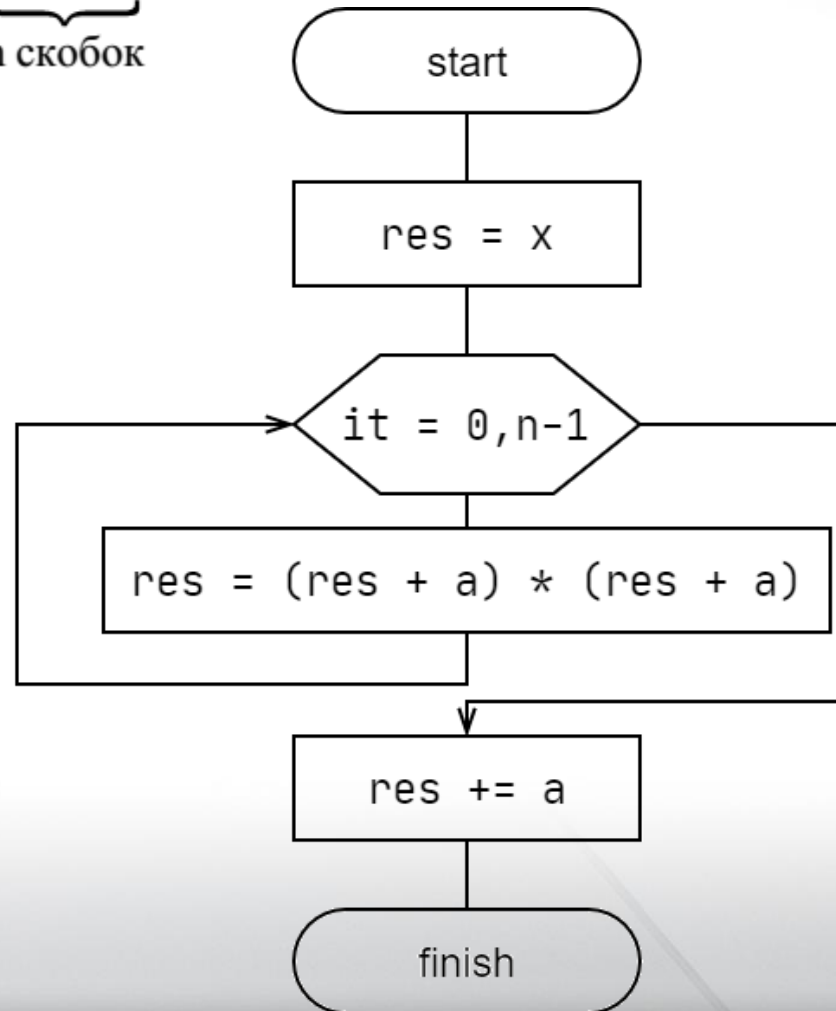 скобок
start
res = x
it = 0,n-1
res = (res + a) * (res + a)
res += a
finish